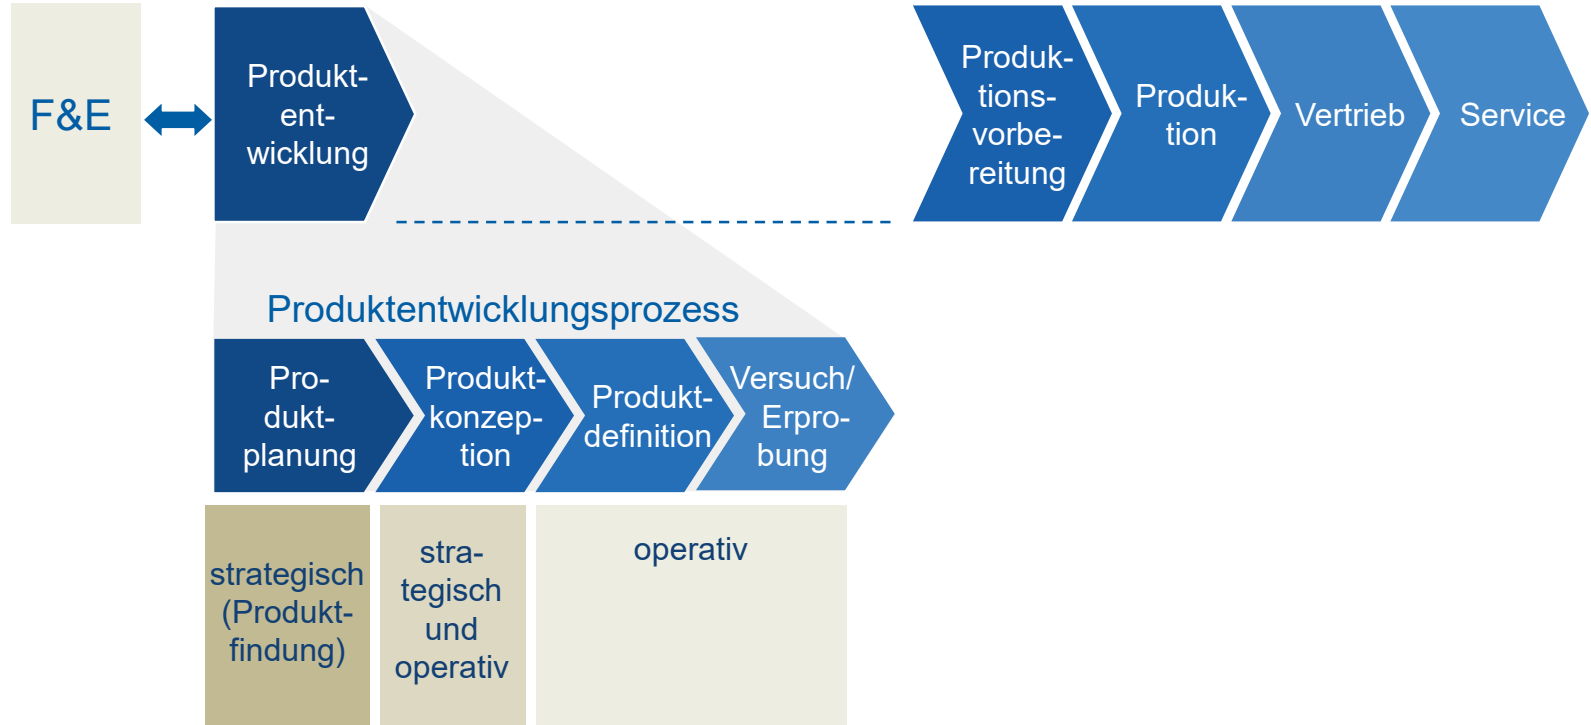 F&E
Produkt-
ent-
wicklung
Produk-
tions-
vorbe-
reitung
Produk-
tion
Vertrieb
Service
Produktentwicklungsprozess
Pro-
dukt-
planung
Produkt-
konzep-
tion
Produkt-
definition
Versuch/
Erpro-
bung
strategisch
(Produkt-
findung)
stra-
tegisch
und
operativ
operativ